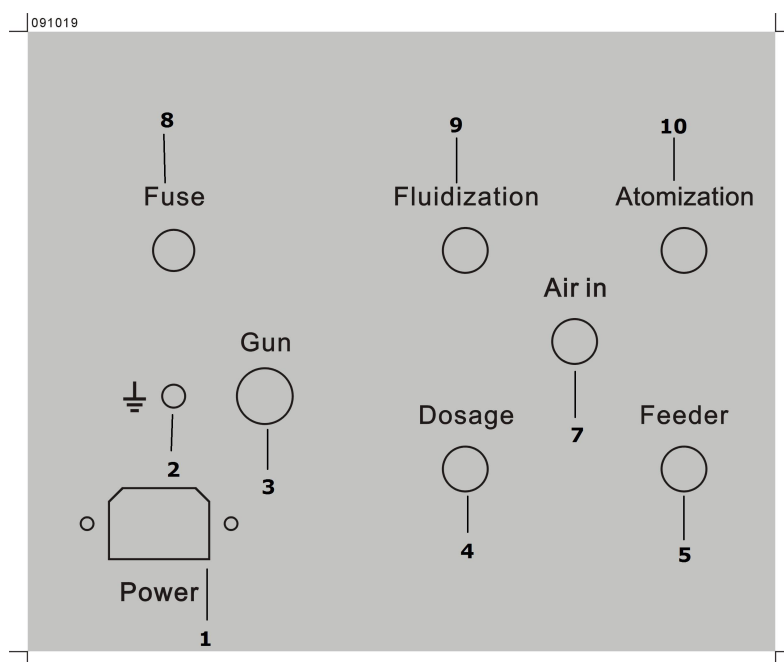 091019
8
9
10
Fuse
Fluidization
Atomization
Air in
Gun
Dosage
Feeder
7
2
3
4
5
Power
1